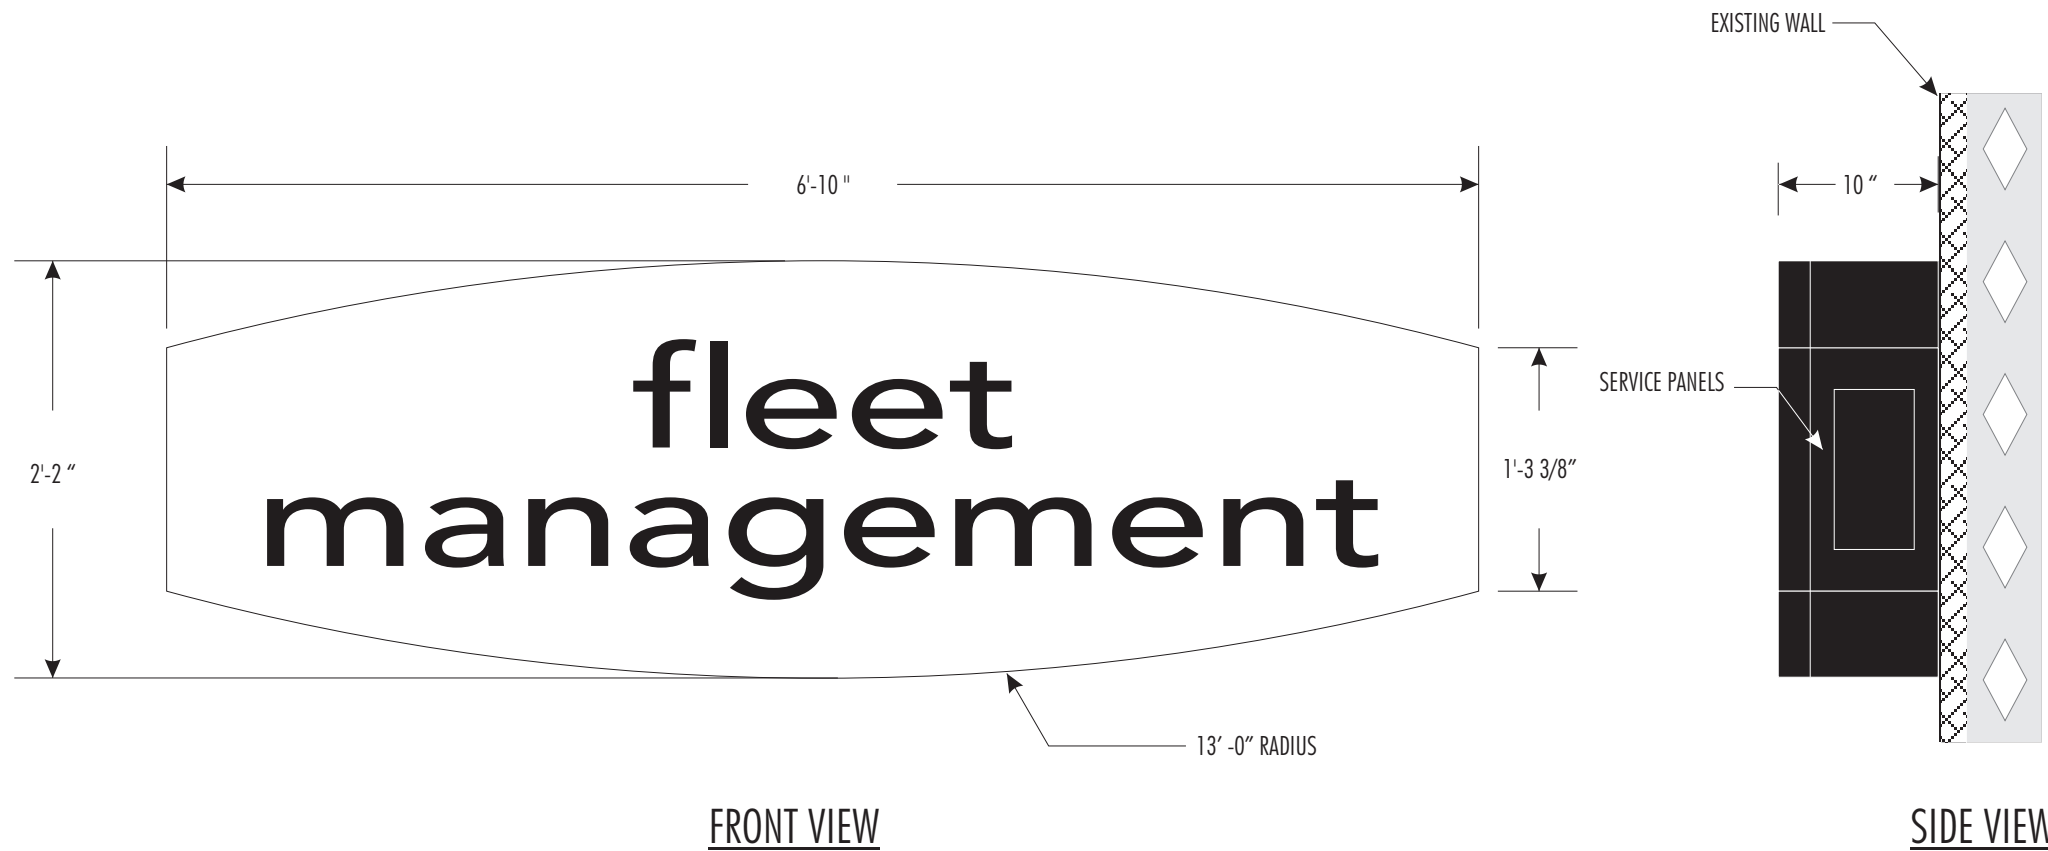 EXISTING WALL
6'-10 "
10 “
fleet
SERVICE PANELS
2'-2 “
1'-3 3/8”
management
13’ -0” RADIUS
FRONT VIEW
SIDE VIEW